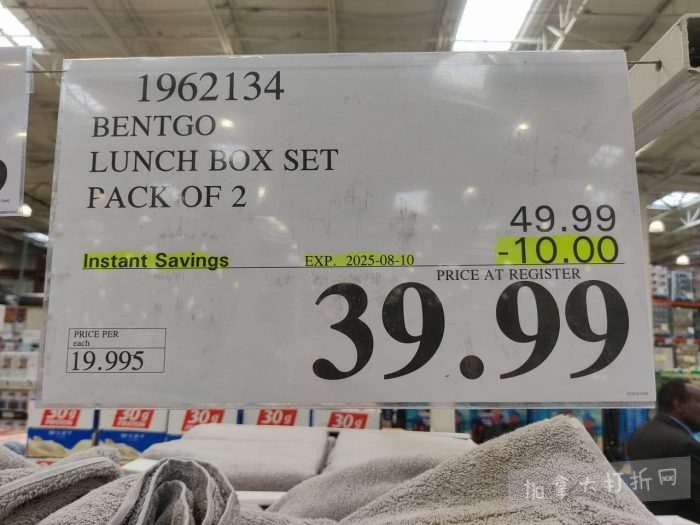 1962134
BENTGO
LUNCH BOX SET
PACK OF 2
49.99
-10.00
Instant Savings EXP. 2025-08-10
PRICE AT REGISTER
39.99
PRICE PER
each
19.995
30g 30g 30g 30g 30g
加拿大打折网